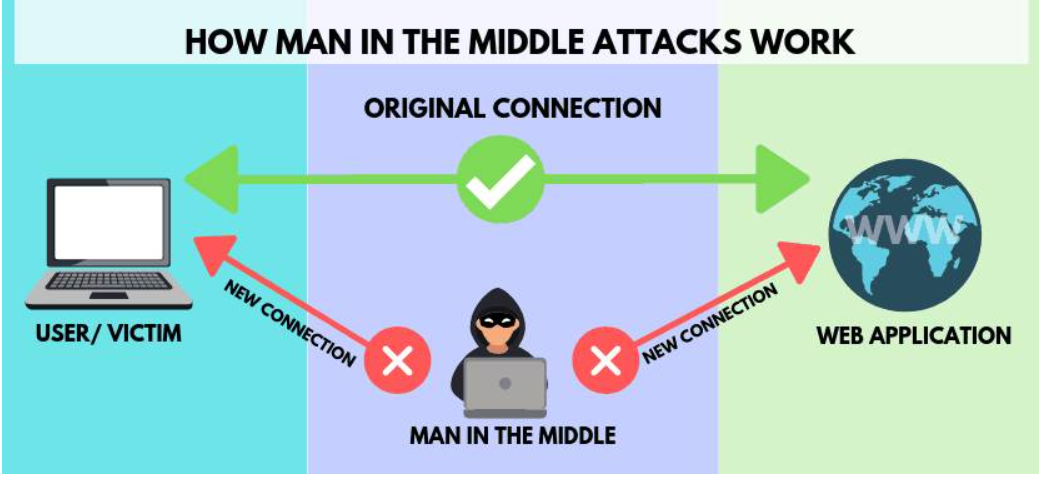 HOW MAN IN THE MIDDLE ATTACKS WORK
ORIGINAL CONNECTION
WWW
NEW CONNECTION
NEW CONNECTION
USER/ VICTIM
WEB APPLICATION
MAN IN THE MIDDLE